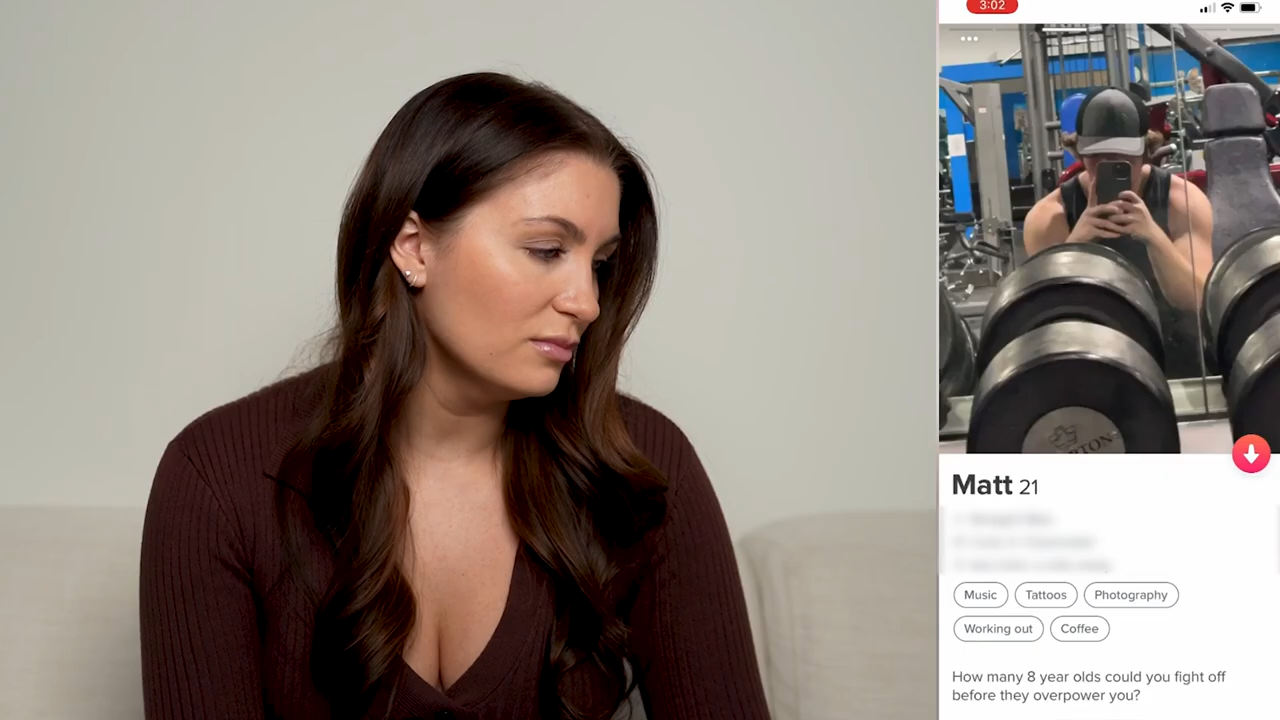 3:02
Matt 21
Music
Tattoos
Photography
Working out
Coffee
How many 8 year olds could you fight off
before they overpower you?